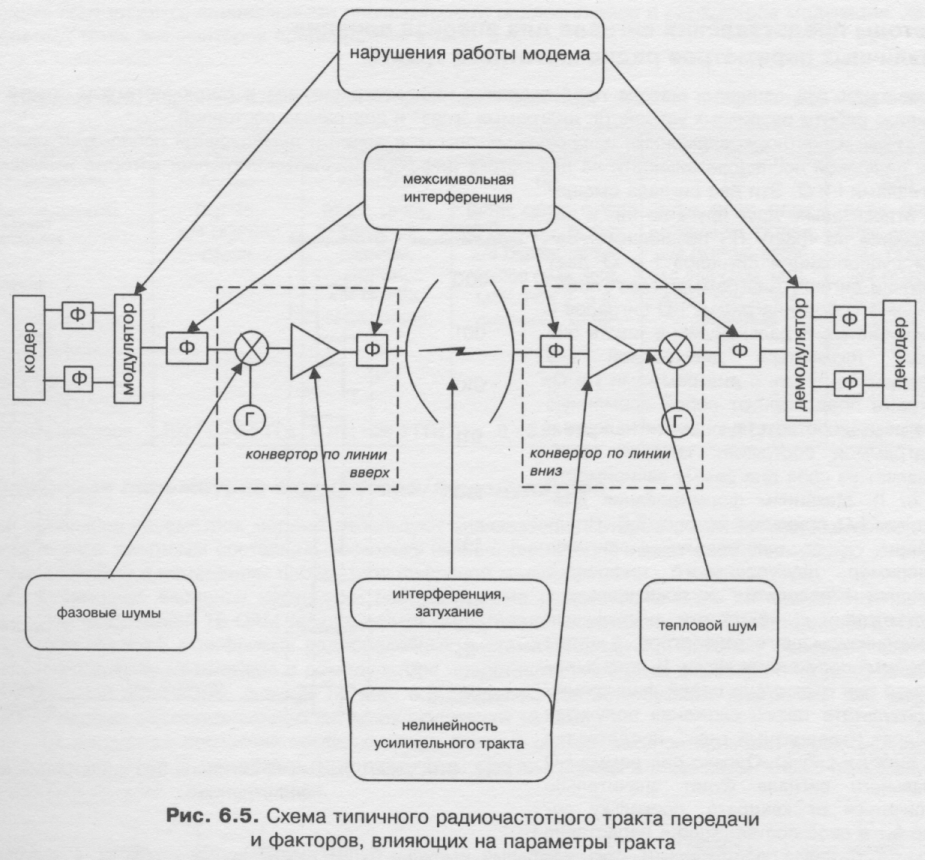 нарушения работы модема
межсимвольная
интерференция
кодер
Ф
Ф
модулятор
Ф
Г
Ф
конвертор по линии
вверх
Ф
Г
конвертор по линии
вниз
Ф
демодулятор
Ф
Ф
декодер
фазовые шумы
интерференция,
затухание
тепловой шум
нелинейность
усилительного тракта
Рис. 6.5. Схема типичного радиочастотного тракта передачи
и факторов, влияющих на параметры тракта